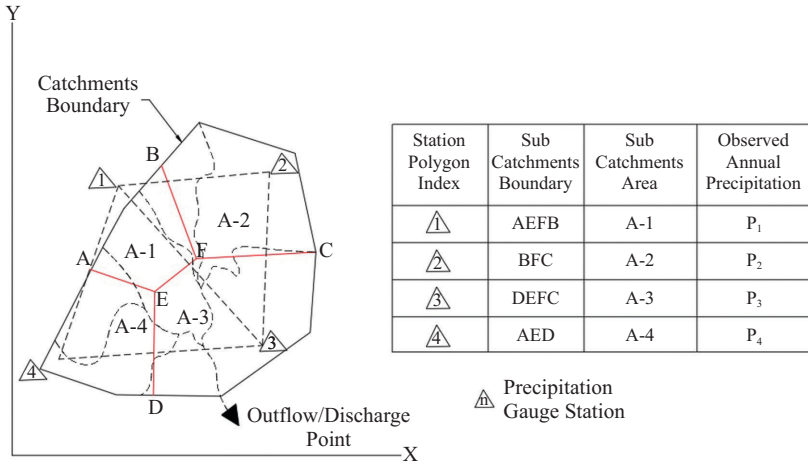 Y
Catchments
Boundary
B
2
1
A-2
A-1
F
C
A
E
A-3
A-4
3
4
D
Outflow/Discharge
Point
X
Station
Polygon
Index
Sub
Catchments
Boundary
Sub
Catchments
Area
Observed
Annual
Precipitation
1 AEFB A-1 P₁
2 BFC A-2 P₂
3 DEFC A-3 P₃
4 AED A-4 P₄
n Precipitation
Gauge Station